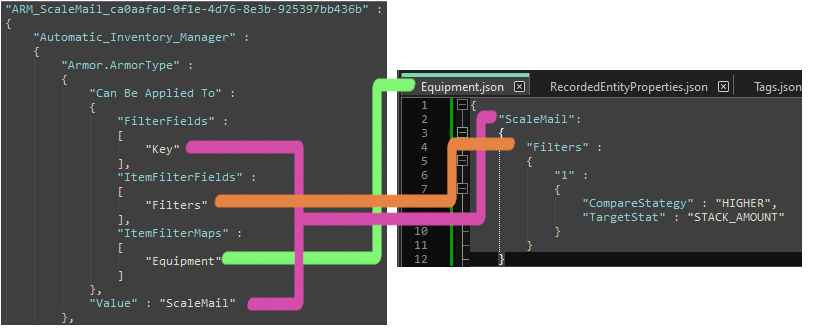 "ARM_ScaleMail_ca0aafad-0f1e-4d76-8e3b-925397bb436b" :
{
"Automatic_Inventory_Manager" :
{
"Armor.ArmorType" :
{
"Can Be Applied To" :
{
"FilterFields" :
[
"Key"
],
"ItemFilterFields" :
[
"Filters"
],
"ItemFilterMaps" :
[
"Equipment"
]
},
"Value" : "ScaleMail"
},
Equipment.json RecordedEntityProperties.json Tags.json
1 {
2 "ScaleMail":
3 {
4 "Filters" :
5 {
6 "1" :
7 {
"CompareStategy" : "HIGHER",
"TargetStat" : "STACK_AMOUNT"
10 }
11 }
12 }